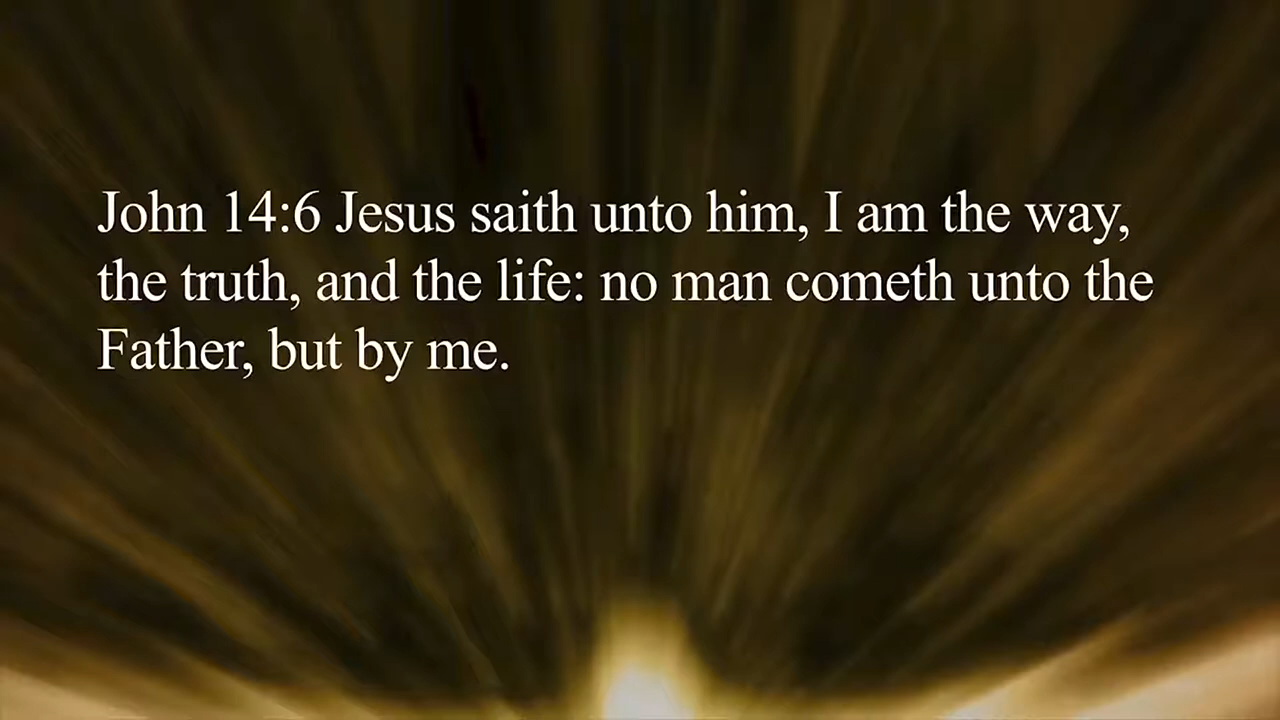 John 14:6 Jesus saith unto him, I am the way,
the truth, and the life: no man cometh unto the
Father, but by me.